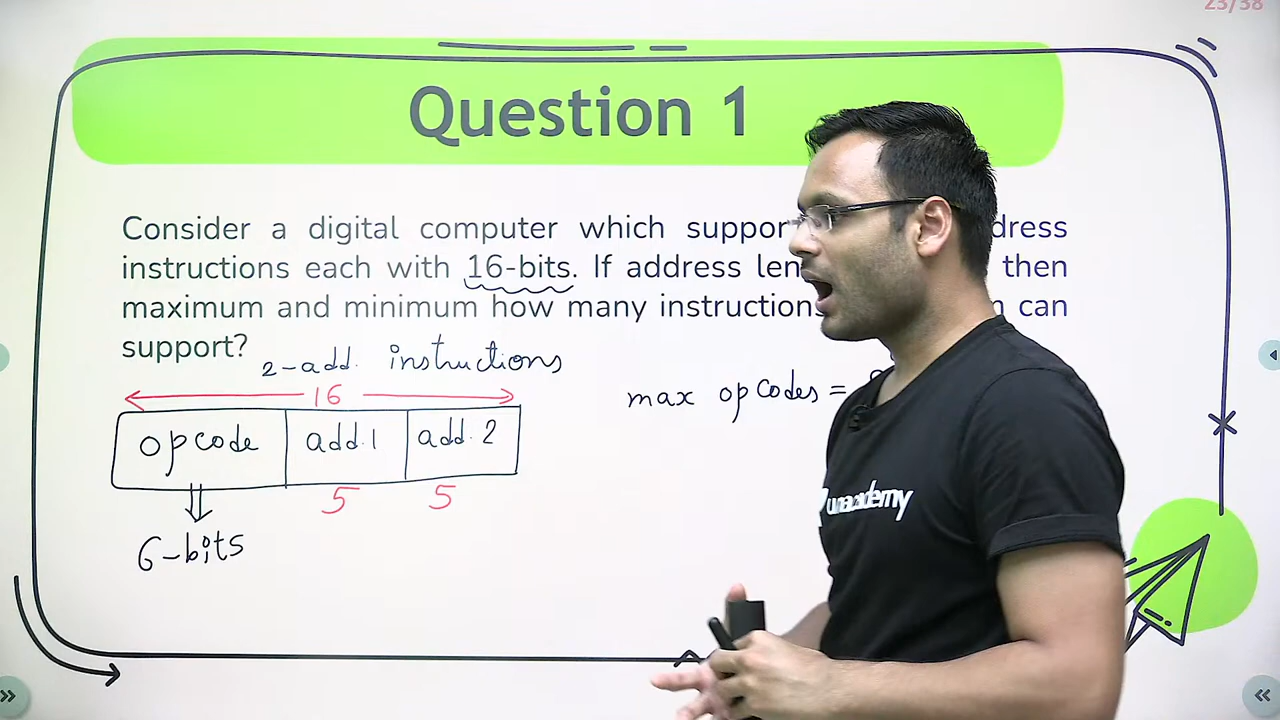 23/38
Question 1
Consider a digital computer which suppor dress
instructions each with 16-bits. If address len then
maximum and minimum how many instructions can
support?
2-add. instructions
16
max opcodes =
opcode add.1 add.2
5 5
6-bits
unacademy